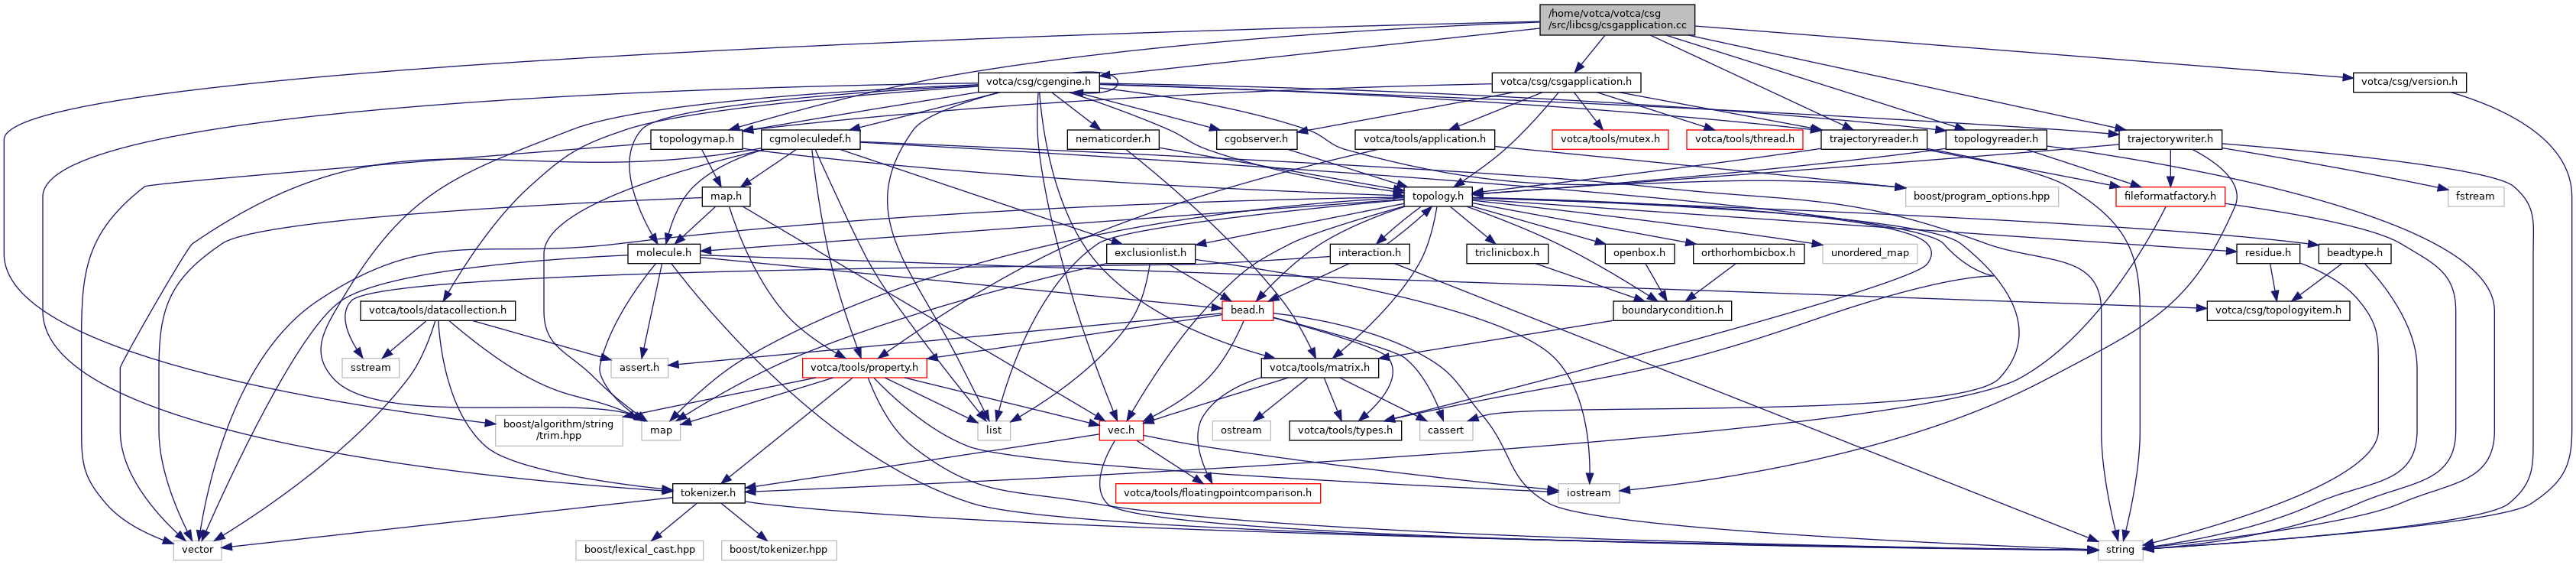 /home/votca/votca/csg
/src/libcsg/csgapplication.cc
votca/csg/cgengine.h
votca/csg/csgapplication.h
votca/csg/version.h
topologymap.h
cgmoleculedef.h
nematicorder.h
cgobserver.h
votca/tools/application.h
votca/tools/mutex.h
votca/tools/thread.h
trajectoryreader.h
topologyreader.h
trajectorywriter.h
map.h
topology.h
boost/program_options.hpp
fileformatfactory.h
fstream
molecule.h
exclusionlist.h
interaction.h
triclinicbox.h
openbox.h
orthorhombicbox.h
unordered_map
residue.h
beadtype.h
votca/tools/datacollection.h
bead.h
boundarycondition.h
votca/csg/topologyitem.h
sstream
assert.h
votca/tools/property.h
votca/tools/matrix.h
boost/algorithm/string
/trim.hpp
map
list
vec.h
ostream
votca/tools/types.h
cassert
tokenizer.h
votca/tools/floatingpointcomparison.h
iostream
vector
boost/lexical_cast.hpp
boost/tokenizer.hpp
string